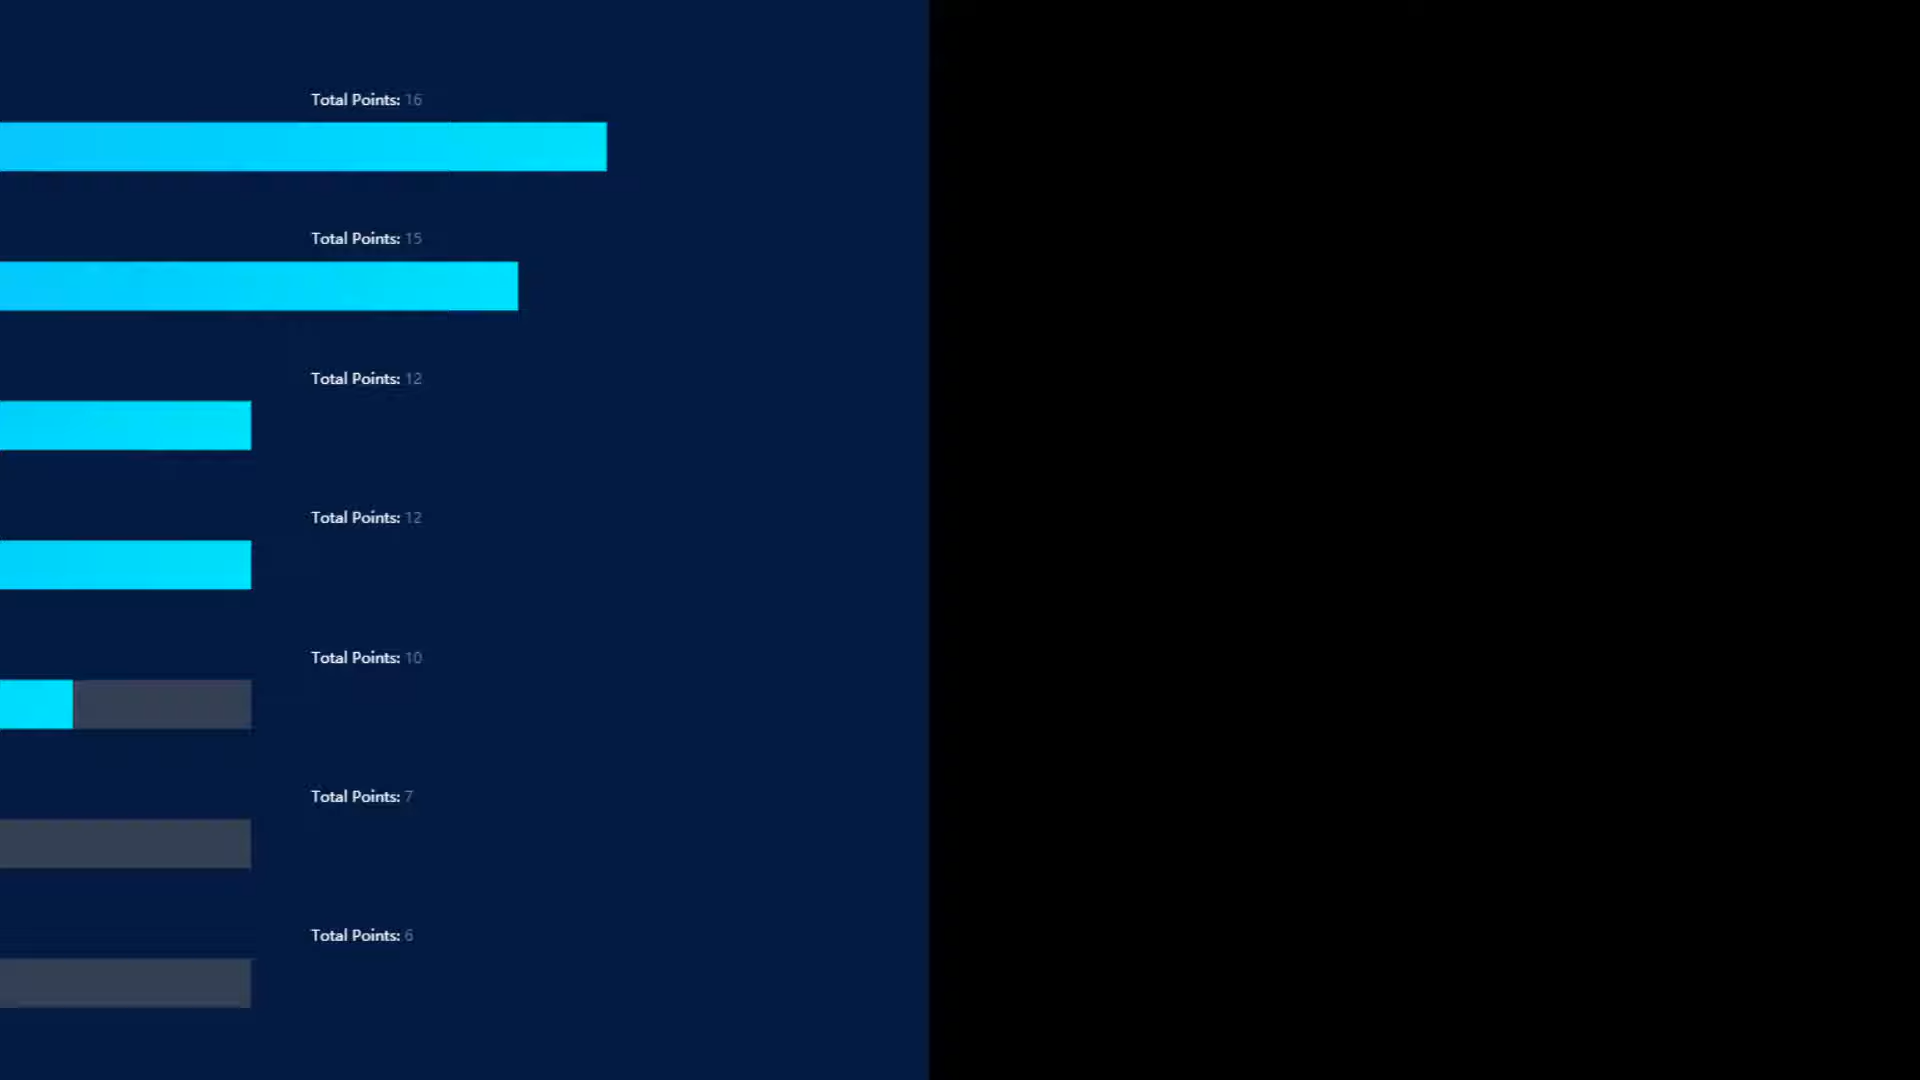 Total Points: 16
Total Points: 15
Total Points: 12
Total Points: 12
Total Points: 10
Total Points: 7
Total Points: 6